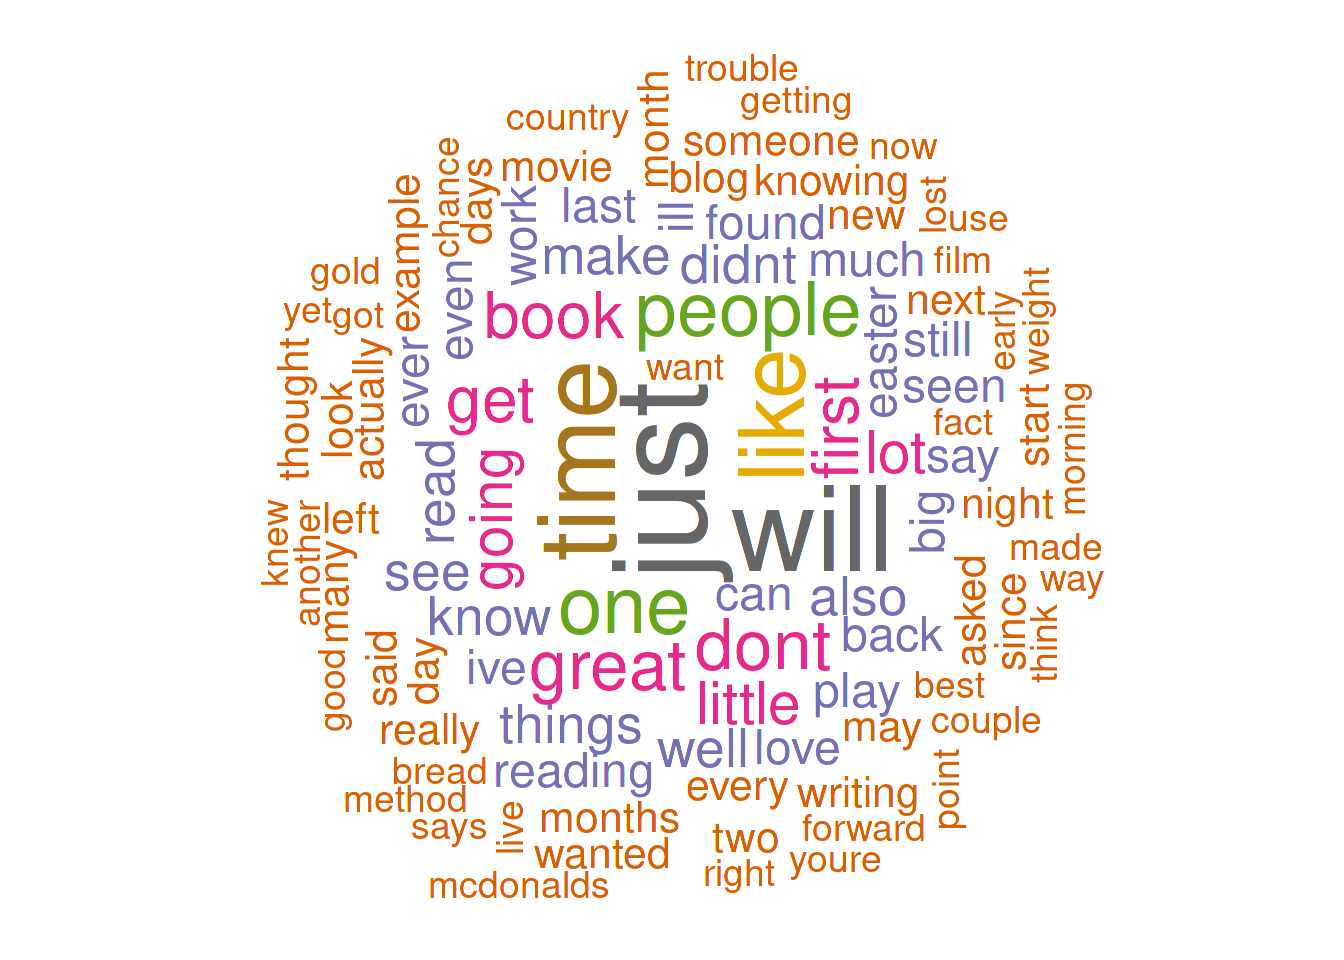 trouble
getting
country
month
someone
now
chance
days
movie
blog
knowing
lost
use
example
work
last
ill
found
new
gold
even
make
didnt
much
film
yet
got
book
people
easter
next
early
weight
thought
look
actually
ever
get
time
just
want
like
first
still
seen
start
morning
fact
lot
say
knew
another
left
many
read
going
will
big
night
made
way
see
one
can
also
asked
since
think
know
good
said
day
ive
great
dont
back
little
play
best
really
things
well
love
may
couple
bread
reading
every
writing
point
method
says
live
months
two
forward
wanted
right
youre
mcdonalds